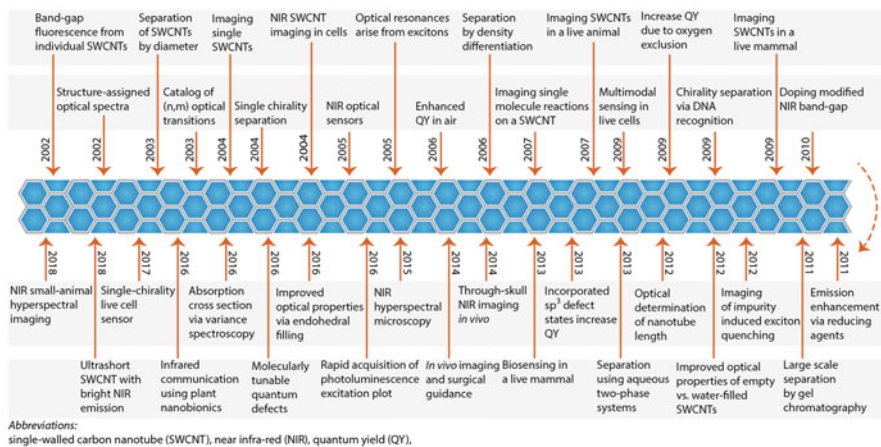 Band-gap
fluorescence from
individual SWCNTs
Separation
of SWCNTs
by diameter
Imaging
single
SWCNTs
NIR SWCNT
imaging in cells
Optical resonances
arise from excitons
Separation
by density
differentiation
Imaging SWCNTs
in a live animal
Increase QY
due to oxygen
exclusion
Imaging
SWCNTs in a
live mammal
Structure-assigned
optical spectra
Catalog of
(n,m) optical
transitions
Single chirality
separation
NIR optical
sensors
Enhanced
QY in air
Imaging single
molecule reactions
on a SWCNT
Multimodal
sensing in
live cells
Chirality separation
via DNA
recognition
Doping modified
NIR band-gap
2002
2002
2003
2003
2004
2004
2004
2005
2005
2006
2006
2007
2007
2009
2009
2009
2009
2010
2018
2018
2017
2016
2016
2016
2016
2016
2015
2014
2014
2013
2013
2013
2012
2012
2012
2011
2011
NIR small-animal
hyperspectral
imaging
Single-chirality
live cell
sensor
Absorption
cross section
via variance
spectroscopy
Improved
optical properties
via endohedral
filling
NIR
hyperspectral
microscopy
Through-skull
NIR imaging
in vivo
Incorporated
sp³ defect
states increase
QY
Optical
determination
of nanotube
length
Imaging
of impurity
induced exciton
quenching
Emission
enhancement
via reducing
agents
Ultrashort
SWCNT with
bright NIR
emission
Infrared
communication
using plant
nanobionics
Molecularly
tunable
quantum
defects
Rapid acquisition of
photoluminescence
excitation plot
In vivo imaging
and surgical
guidance
Biosensing in
a live mammal
Separation
using aqueous
two-phase
systems
Improved optical
properties of empty
vs. water-filled
SWCNTs
Large scale
separation
by gel
chromatography
Abbreviations:
single-walled carbon nanotube (SWCNT), near infra-red (NIR), quantum yield (QY),